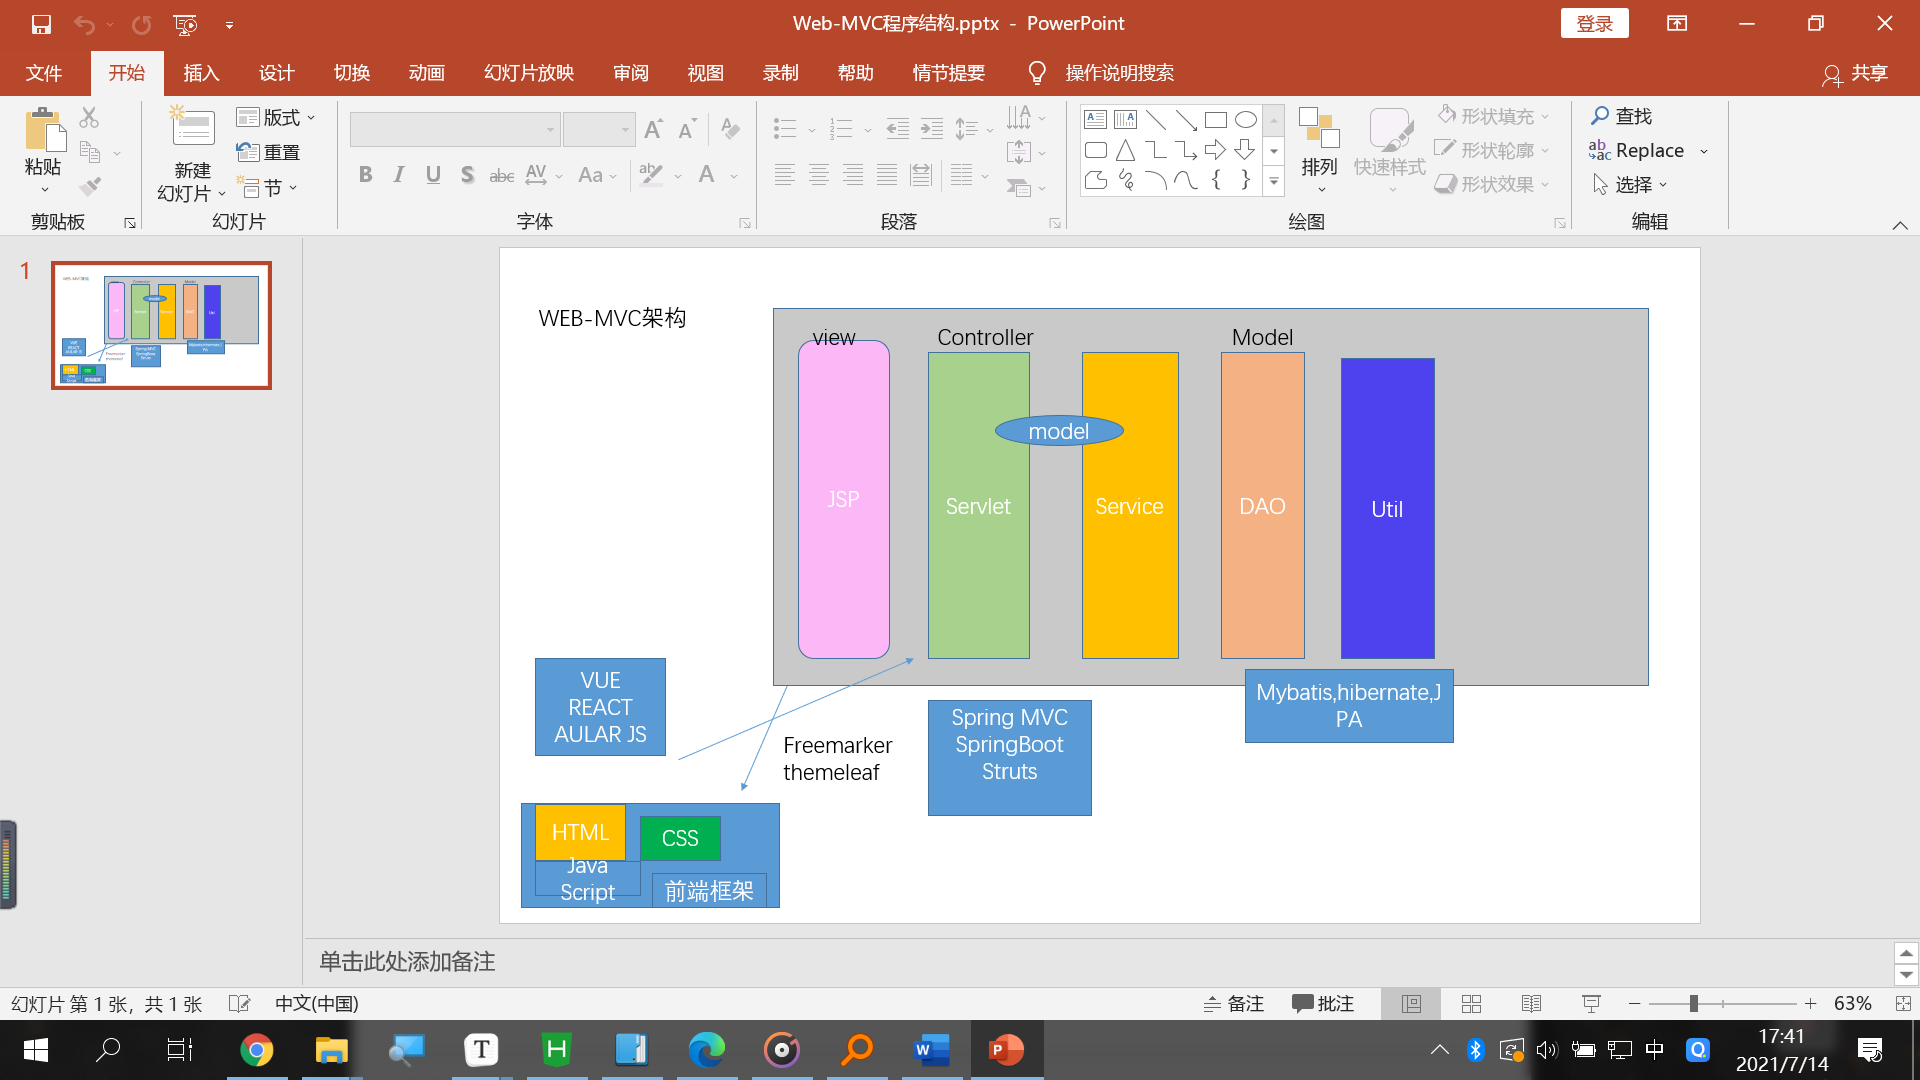 Web-MVC程序结构.pptx - PowerPoint
登录
文件 开始 插入 设计 切换 动画 幻灯片放映 审阅 视图 录制 帮助 情节提要 操作说明搜索 共享
粘贴
剪贴板
新建
幻灯片
版式
重置
节
幻灯片
B I U S abc AV Aa A
字体
段落
排列
快速样式
形状填充
形状轮廓
形状效果
绘图
查找
Replace
选择
编辑
1
WEB-MVC架构
view
Controller
Model
model
JSP
Servlet
Service
DAO
Util
VUE
REACT
AULAR JS
Freemarker
themeleaf
Spring MVC
SpringBoot
Struts
Mybatis,hibernate,J
PA
HTML
CSS
Java
Script
前端框架
单击此处添加备注
幻灯片 第 1 张，共 1 张
中文(中国)
备注
批注
63%
中
17:41
2021/7/14